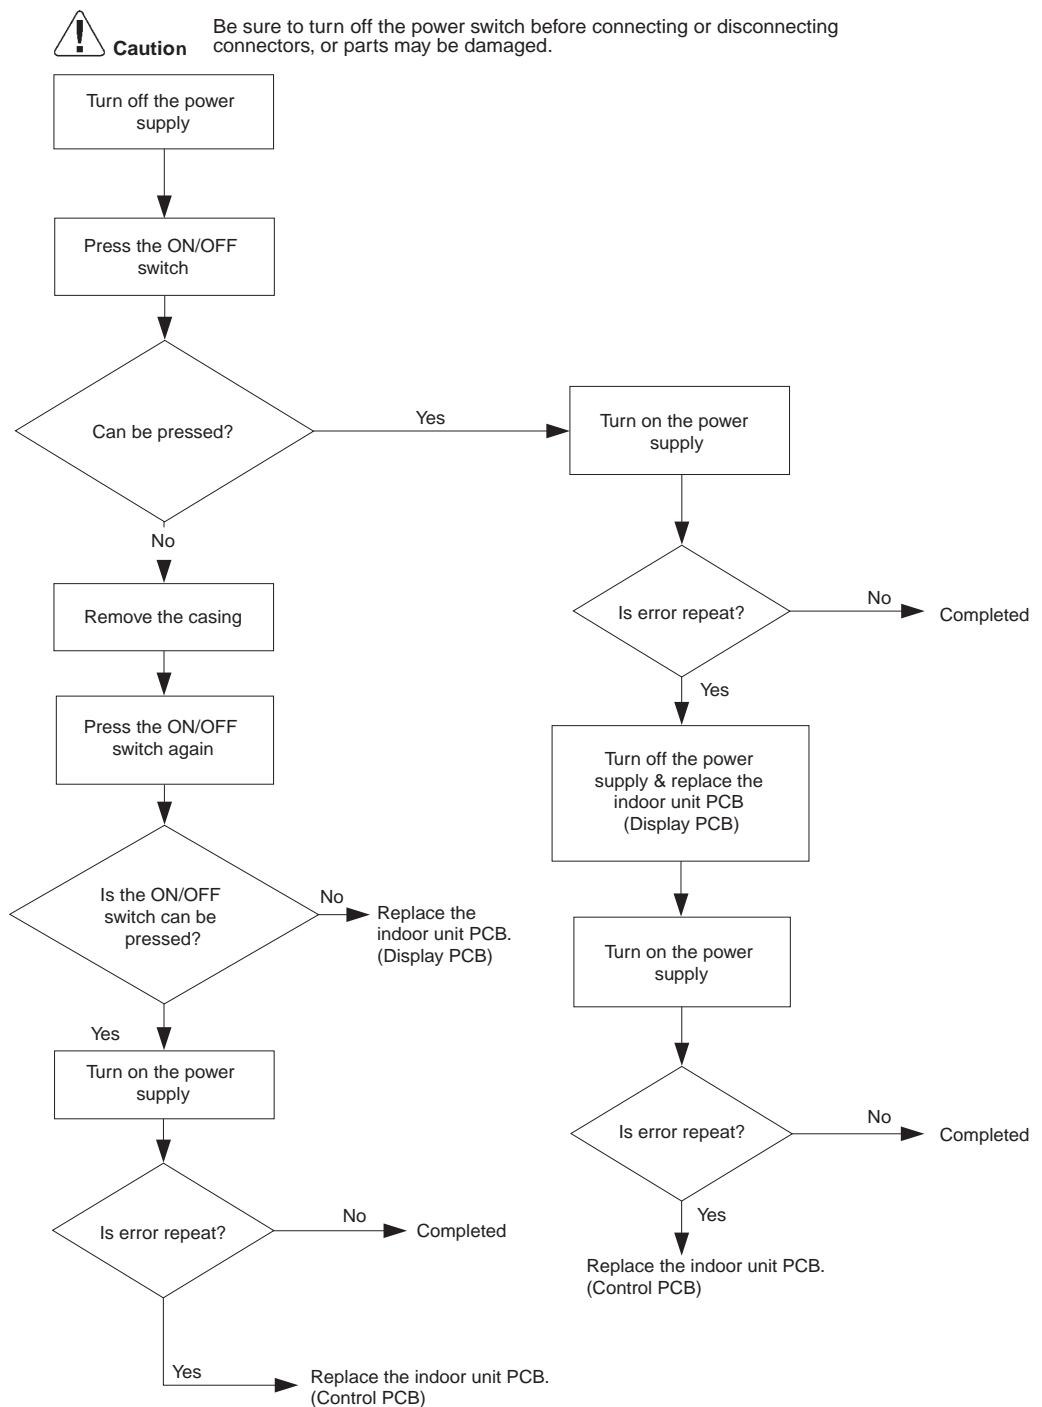 Be sure to turn off the power switch before connecting or disconnecting
Caution connectors, or parts may be damaged.
Turn off the power
supply
Press the ON/OFF
switch
Can be pressed?
Yes
Turn on the power
supply
No
Remove the casing
Is error repeat?
No
Completed
Press the ON/OFF
switch again
Yes
Turn off the power
supply & replace the
indoor unit PCB
(Display PCB)
Is the ON/OFF
switch can be
pressed?
No
Replace the
indoor unit PCB.
(Display PCB)
Turn on the power
supply
Yes
Turn on the power
supply
Is error repeat?
No
Completed
Is error repeat?
No
Completed
Yes
Replace the indoor unit PCB.
(Control PCB)
Yes
Replace the indoor unit PCB.
(Control PCB)